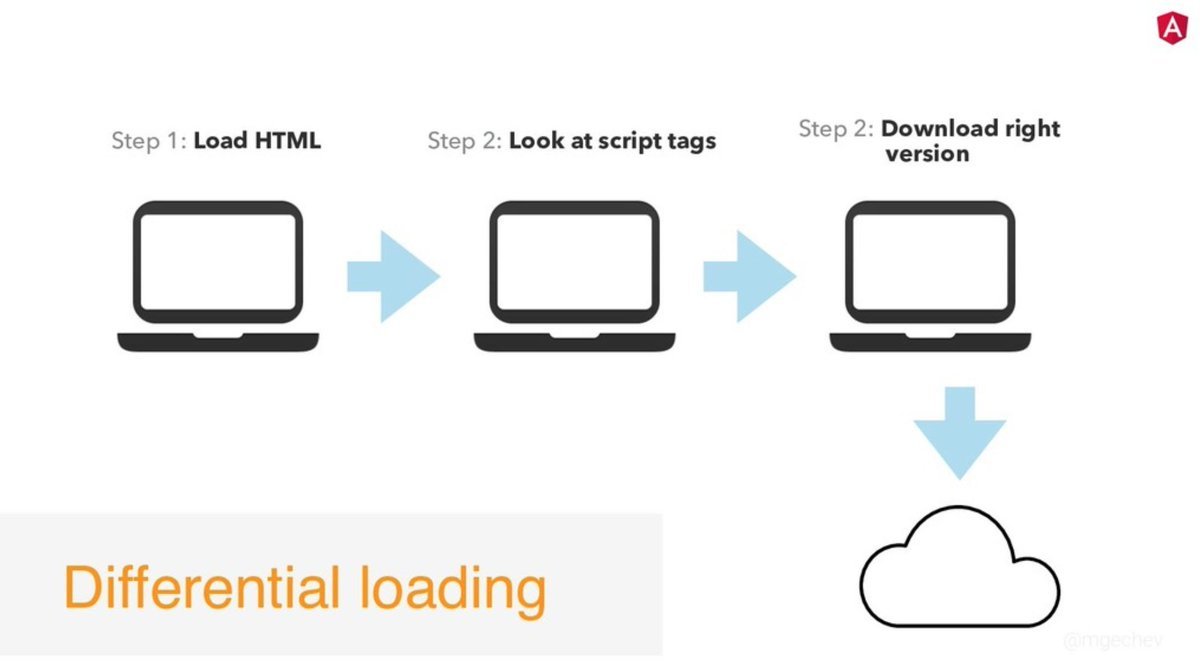 A
Step 1: Load HTML
Step 2: Look at script tags
Step 2: Download right
version
Differential loading
@mgechev